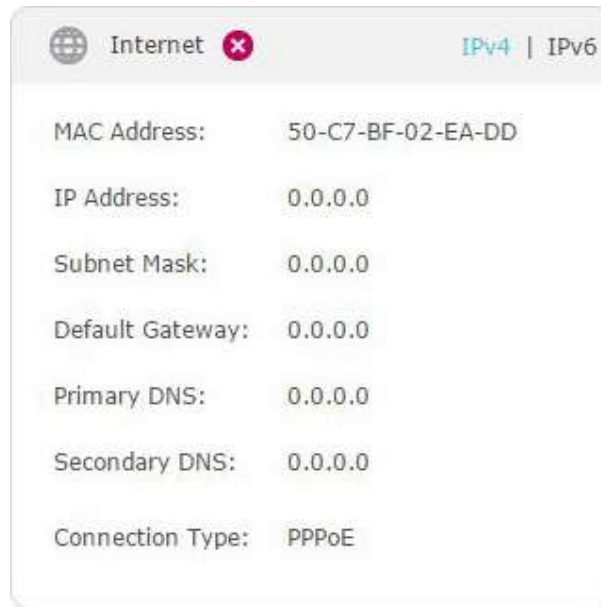 Internet IPv4 | IPv6
MAC Address: 50-C7-BF-02-EA-DD
IP Address: 0.0.0.0
Subnet Mask: 0.0.0.0
Default Gateway: 0.0.0.0
Primary DNS: 0.0.0.0
Secondary DNS: 0.0.0.0
Connection Type: PPPoE